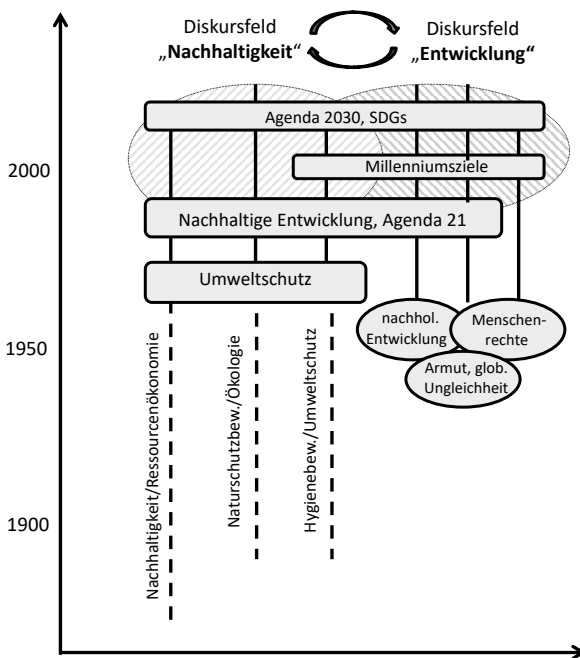 Diskursfeld
„Nachhaltigkeit“
Diskursfeld
„Entwicklung“
Agenda 2030, SDGs
2000
Millenniumsziele
Nachhaltige Entwicklung, Agenda 21
Umweltschutz
nachhol.
Entwicklung
Menschen-
rechte
1950
Armut, glob.
Ungleichheit
Nachhaltigkeit/Ressourcenökonomie
Naturschutzbew./Ökologie
Hygienebew./Umweltschutz
1900